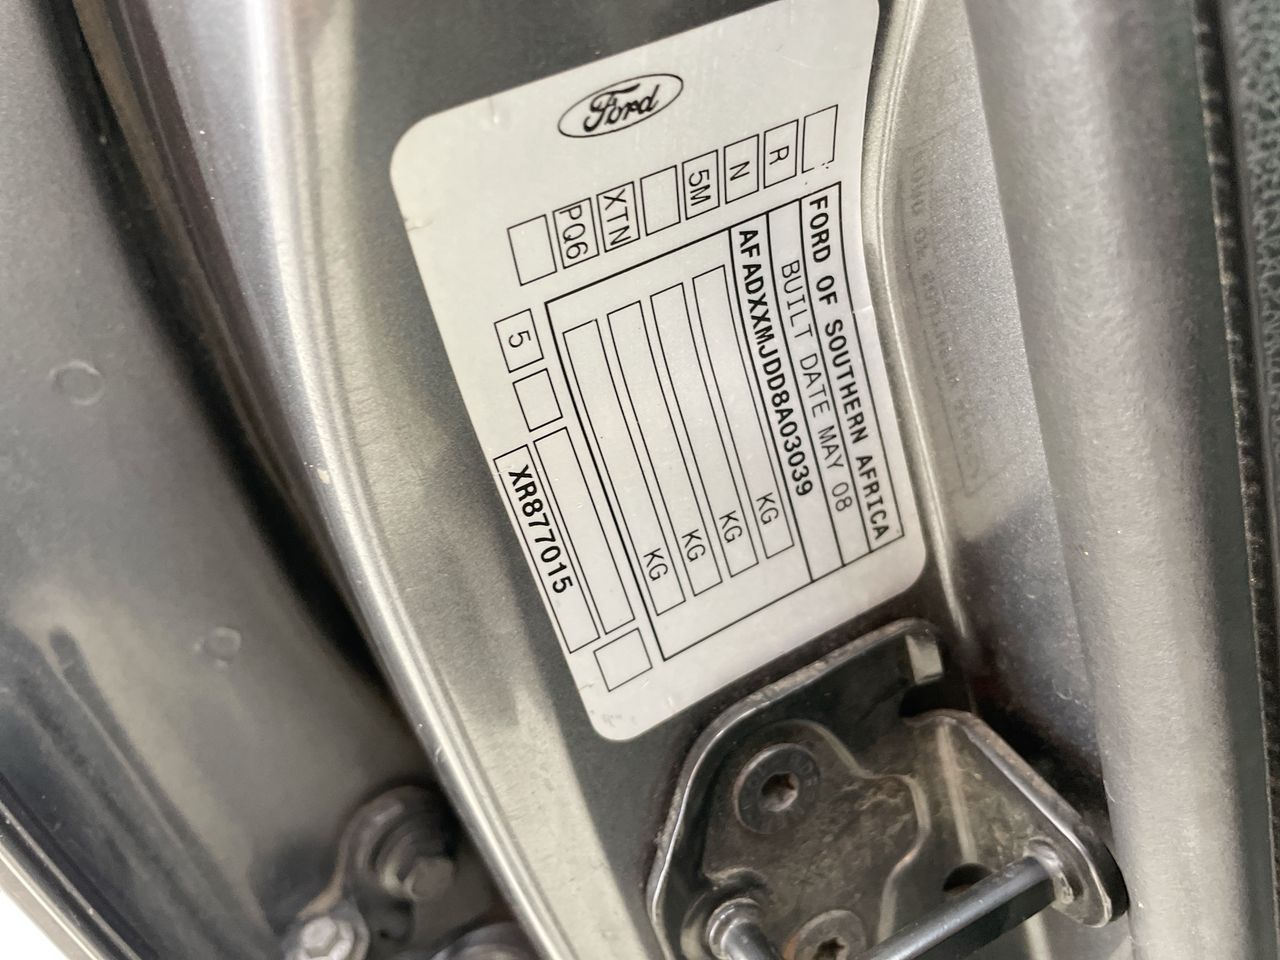 Ford
R
N
5M
XTN
PQ6
FORD OF SOUTHERN AFRICA
BUILT DATE MAY 08
AFADXXMJDD8A03039
KG
KG
KG
KG
5
XR877015